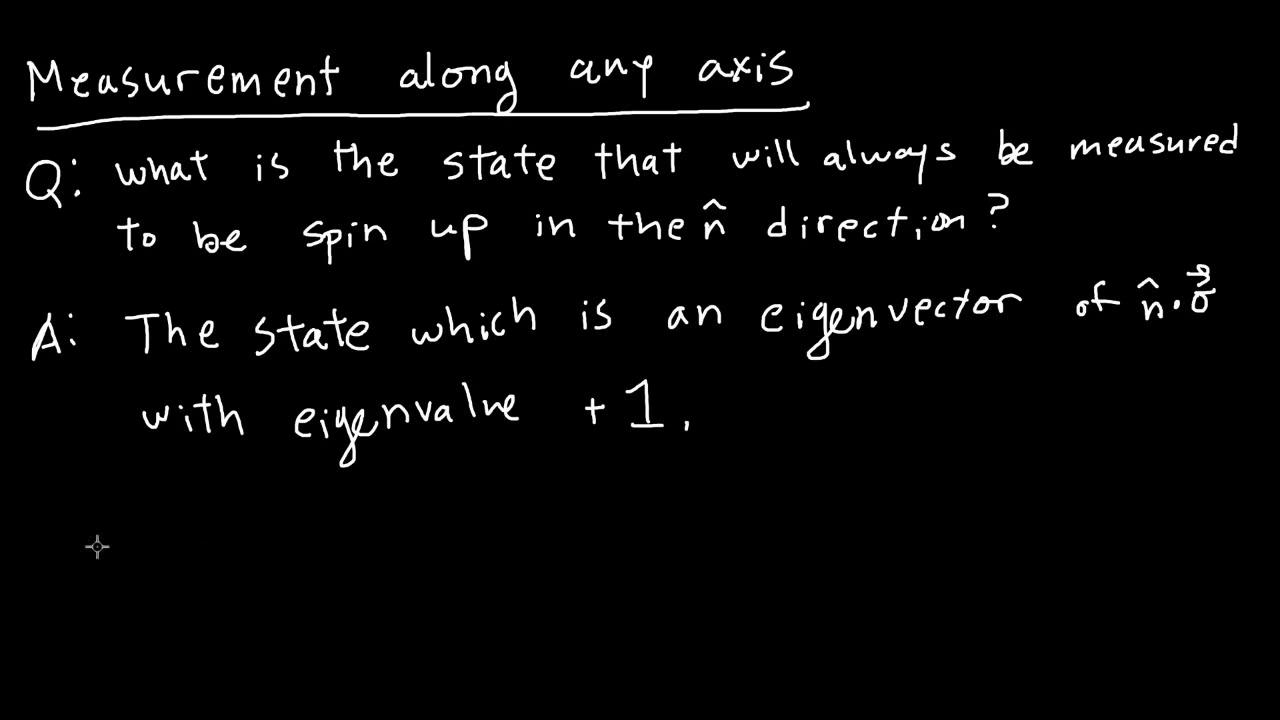 Measurement along any axis
Q: what is the state that will always be measured
to be spin up in the n̂ direction?
A: The state which is an eigenvector of n̂·σ⃗
with eigenvalue +1.